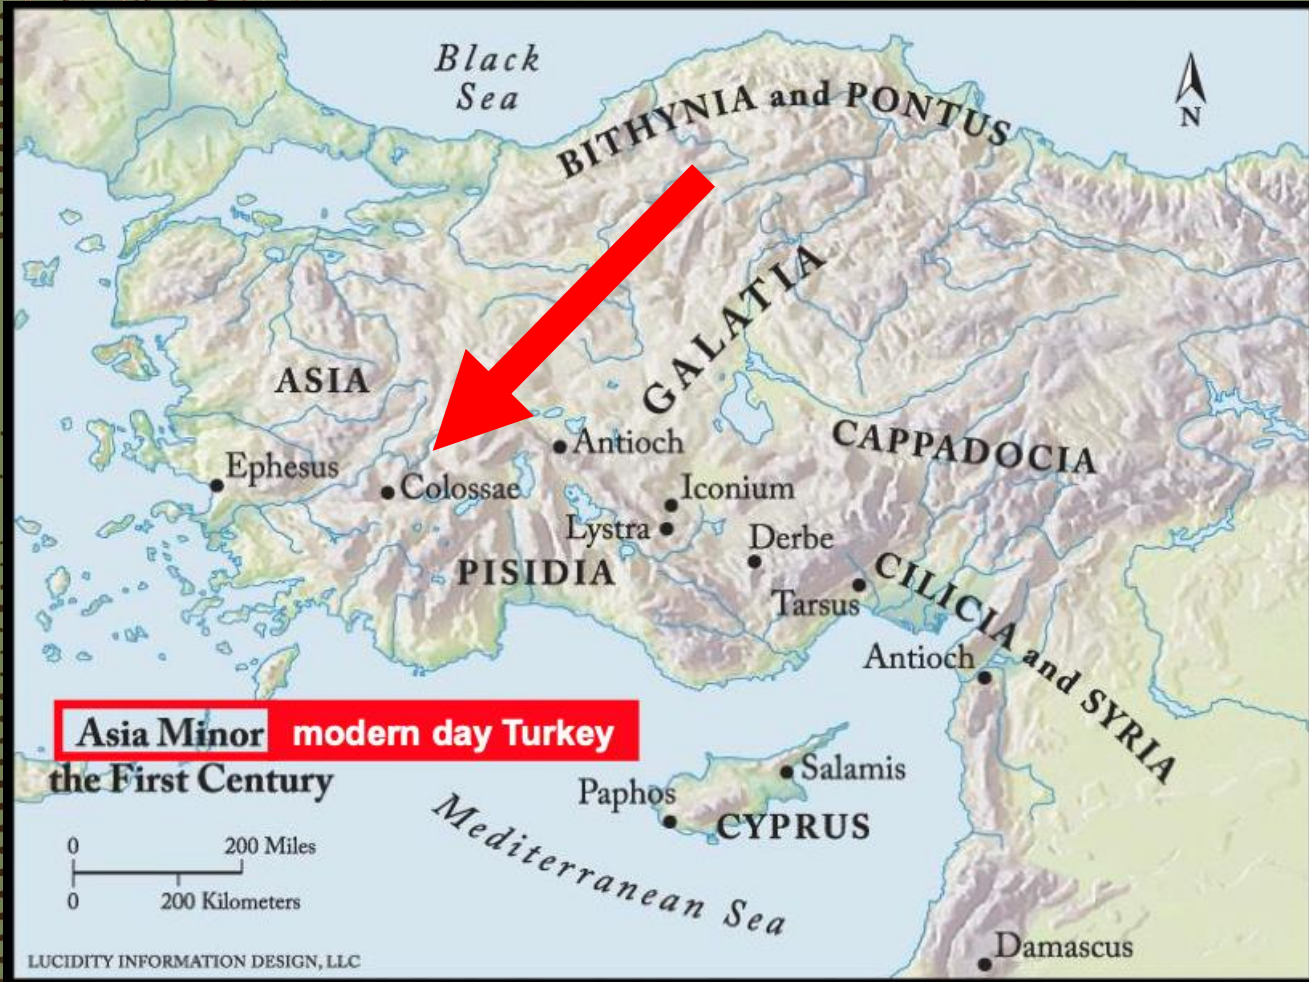 Black
Sea
BITHYNIA and PONTUS
N
GALATIA
ASIA
CAPPADOCIA
Antioch
Ephesus
Colossae
Iconium
Lystra
Derbe
PISIDIA
CILICIA and SYRIA
Tarsus
Antioch
Asia Minor modern day Turkey
the First Century
Salamis
Paphos
CYPRUS
Mediterranean Sea
0 200 Miles
0 200 Kilometers
Damascus
LUCIDITY INFORMATION DESIGN, LLC